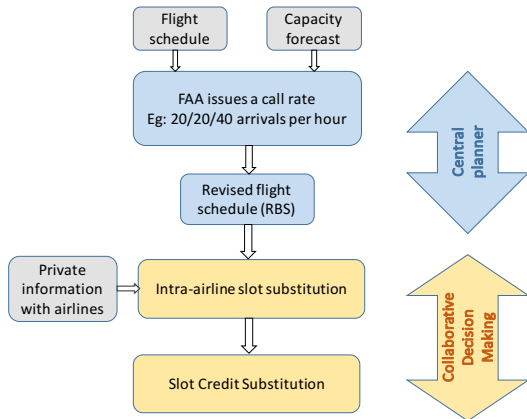 Flight
schedule
Capacity
forecast
FAA issues a call rate
Eg: 20/20/40 arrivals per hour
Central
planner
Revised flight
schedule (RBS)
Private
information
with airlines
Intra-airline slot substitution
Collaborative
Decision
Making
Slot Credit Substitution